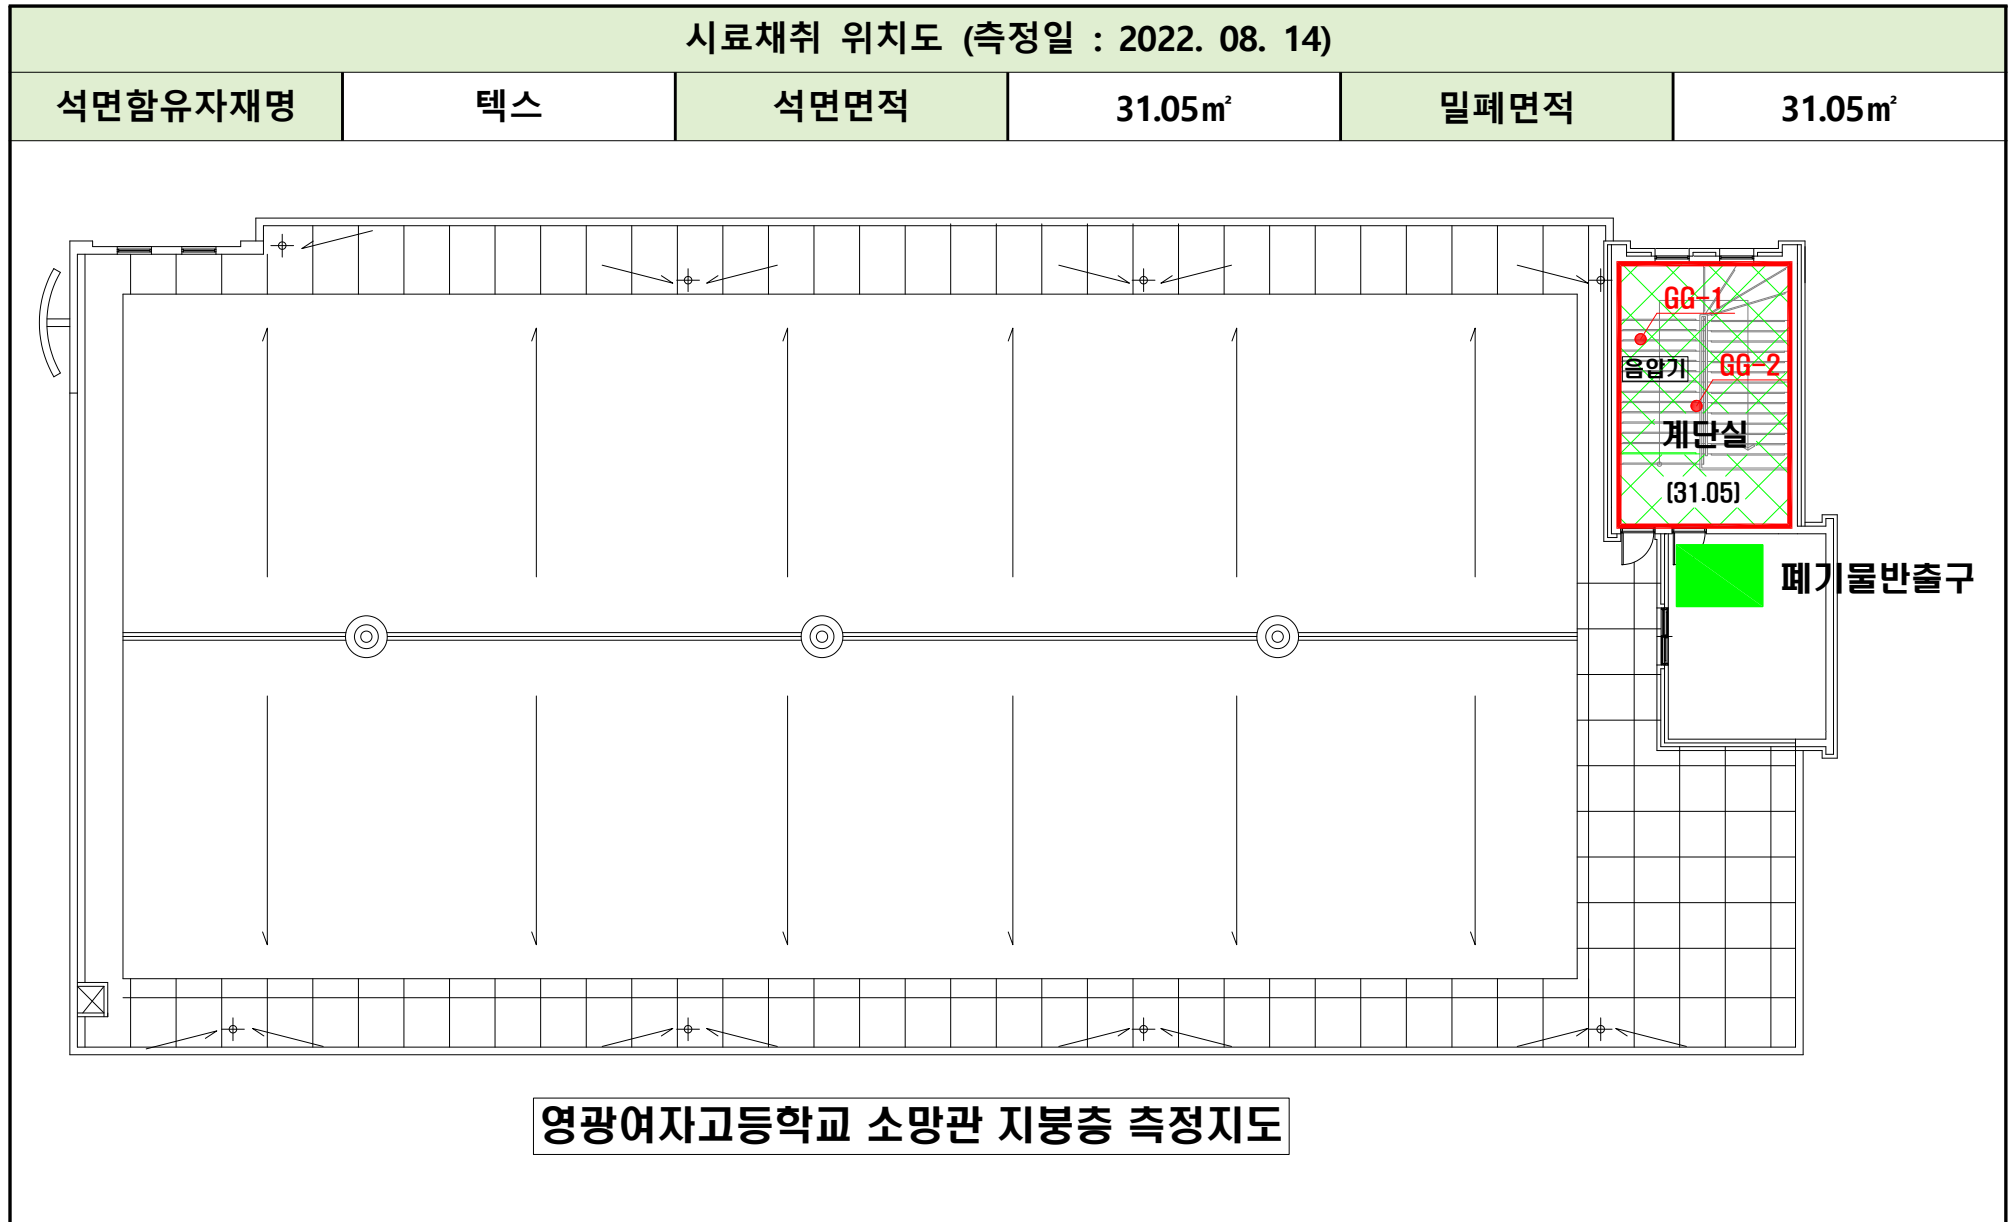 시료채취 위치도 (측정일 : 2022. 08. 14)
석면함유자재명 텍스 석면면적 31.05㎡ 밀폐면적 31.05㎡
GG-1
음압기 GG-2
계단실
(31.05)
폐기물반출구
영광여자고등학교 소망관 지붕층 측정지도